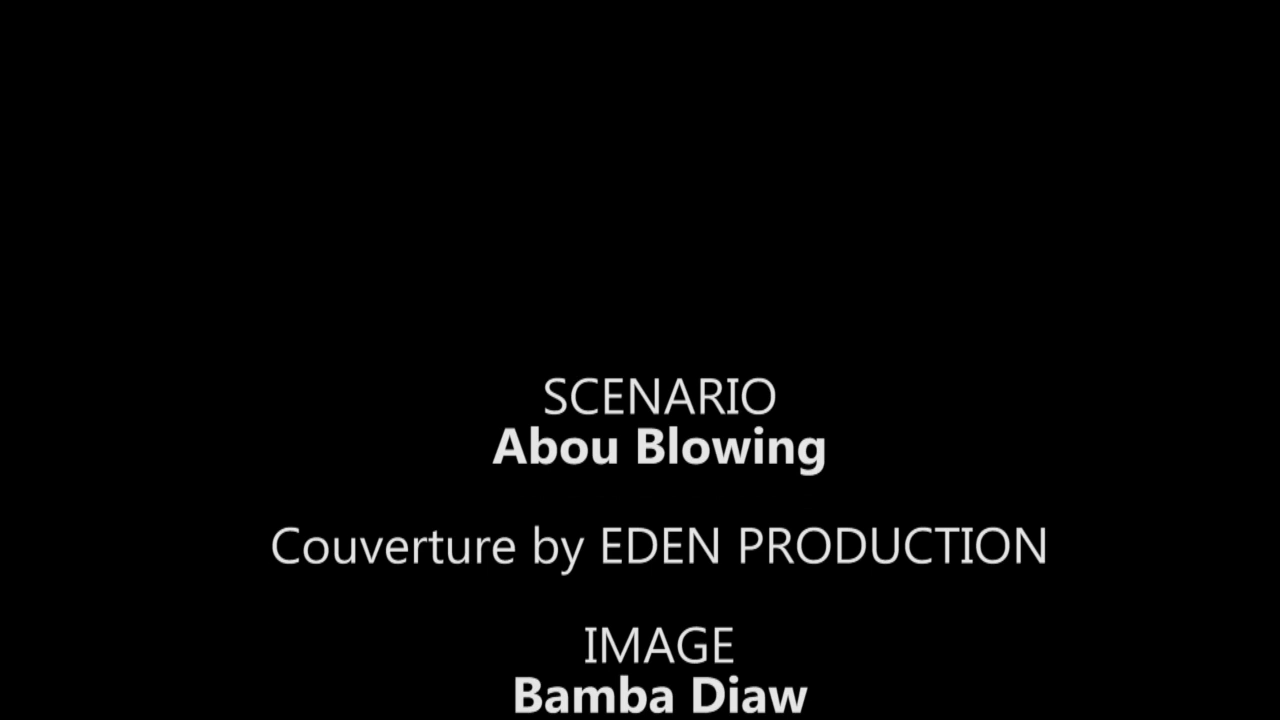 SCENARIO
Abou Blowing
Couverture by EDEN PRODUCTION
IMAGE
Bamba Diaw